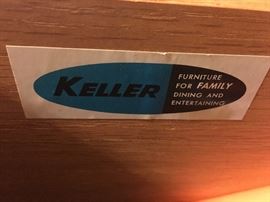 KELLER
FURNITURE
FOR FAMILY
DINING AND
ENTERTAINING